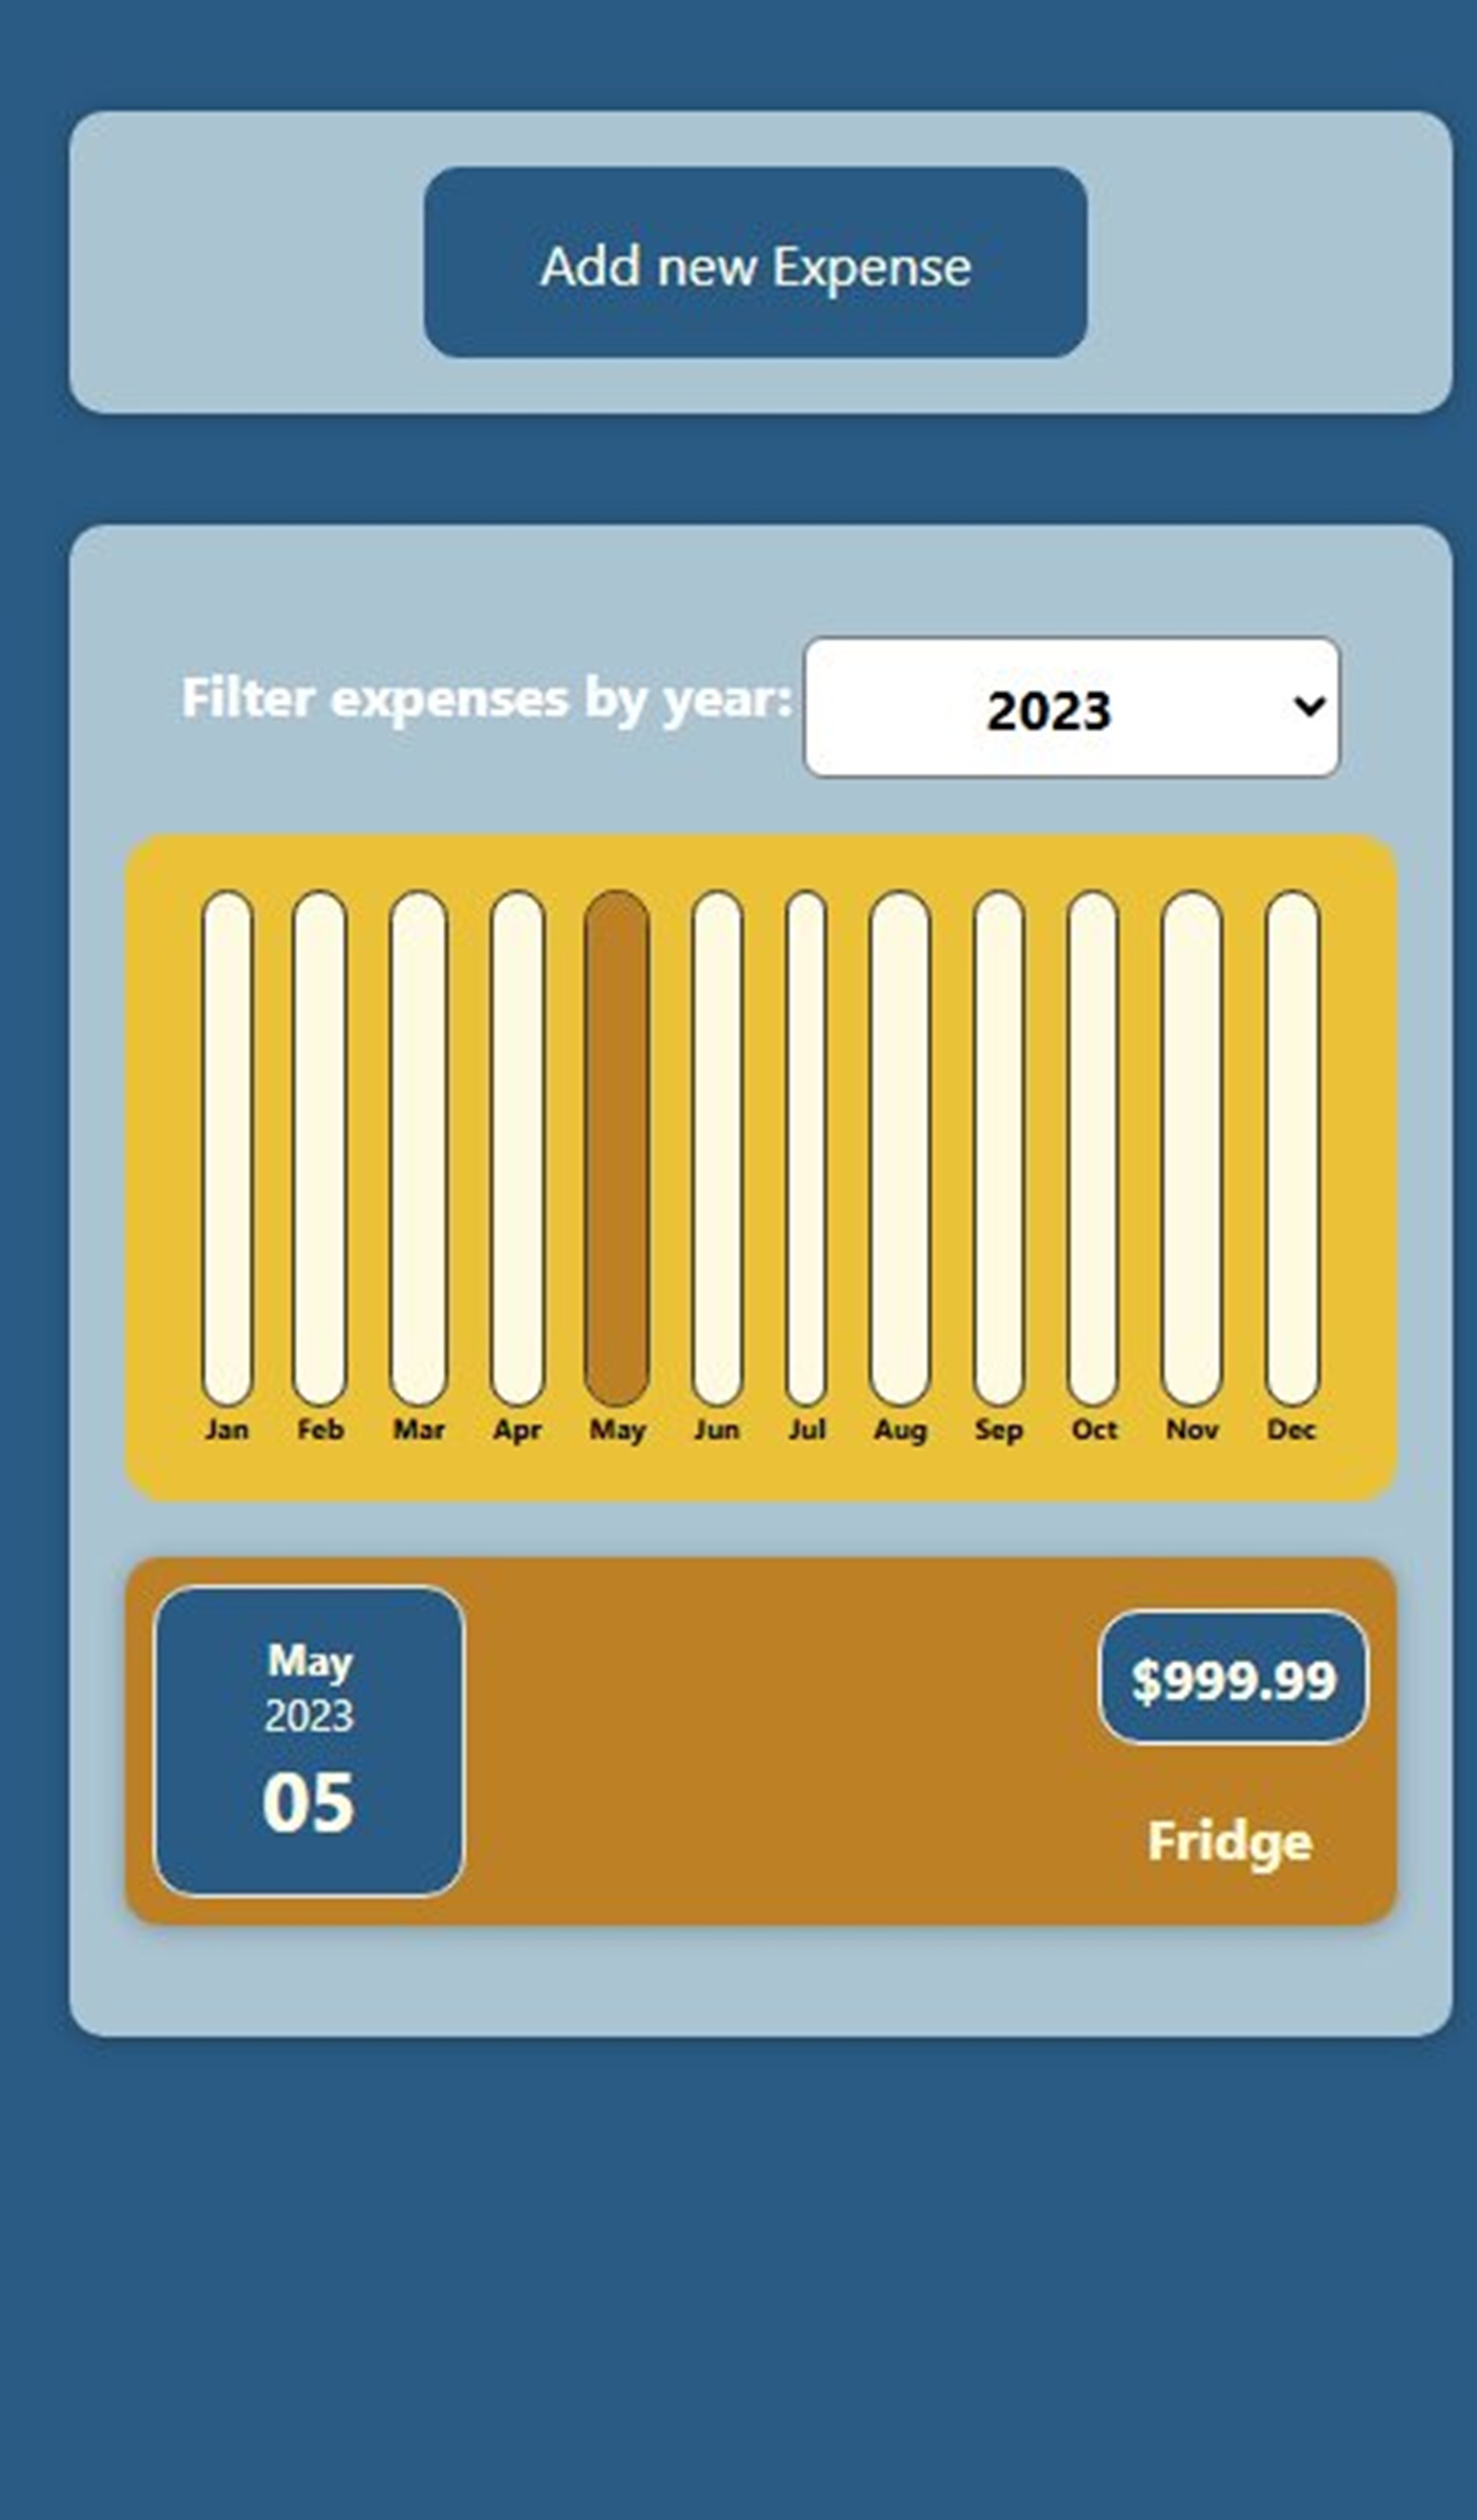 Add new Expense
Filter expenses by year: 2023
Jan Feb Mar Apr May Jun Jul Aug Sep Oct Nov Dec
May
2023
05
$999.99
Fridge